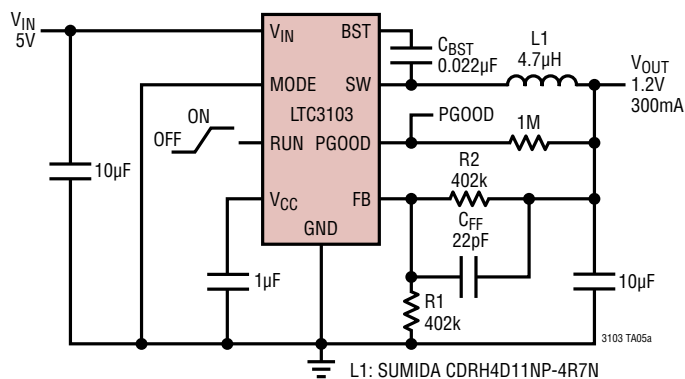 VIN
5V
VIN
BST
CBST
0.022µF
L1
4.7µH
VOUT
1.2V
300mA
MODE
SW
LTC3103
ON
OFF
RUN
PGOOD
PGOOD
1M
10µF
R2
402k
VCC
FB
CFF
22pF
GND
1µF
10µF
R1
402k
3103 TA05a
L1: SUMIDA CDRH4D11NP-4R7N